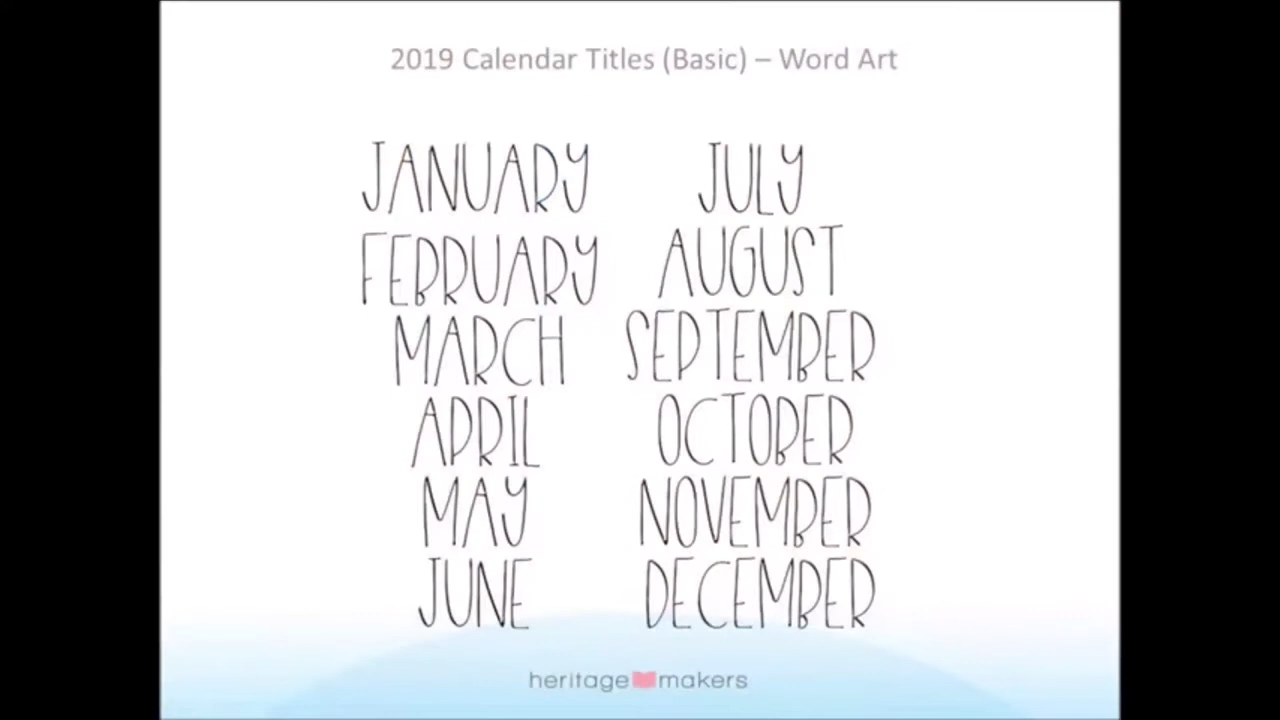 2019 Calendar Titles (Basic) – Word Art
JANUARY
FEBRUARY
MARCH
APRIL
MAY
JUNE
JULY
AUGUST
SEPTEMBER
OCTOBER
NOVEMBER
DECEMBER
heritage makers